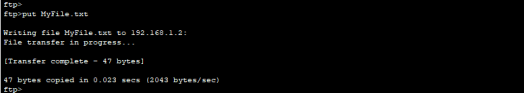 ftp>
ftp>put MyFile.txt
Writing file MyFile.txt to 192.168.1.2:
File transfer in progress...
[Transfer complete - 47 bytes]
47 bytes copied in 0.023 secs (2043 bytes/sec)
ftp>